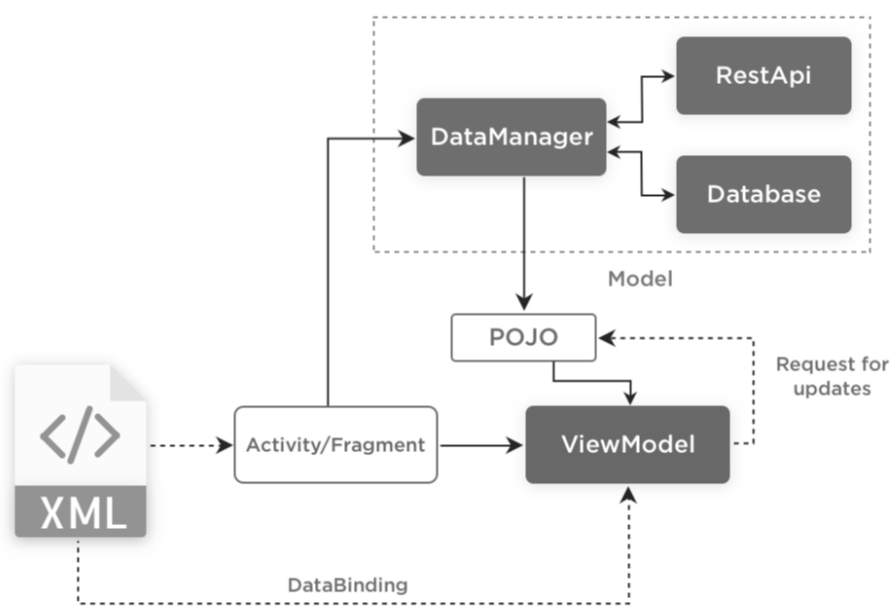 RestApi
DataManager
Database
Model
POJO
Request for
updates
</>
Activity/Fragment
ViewModel
XML
DataBinding